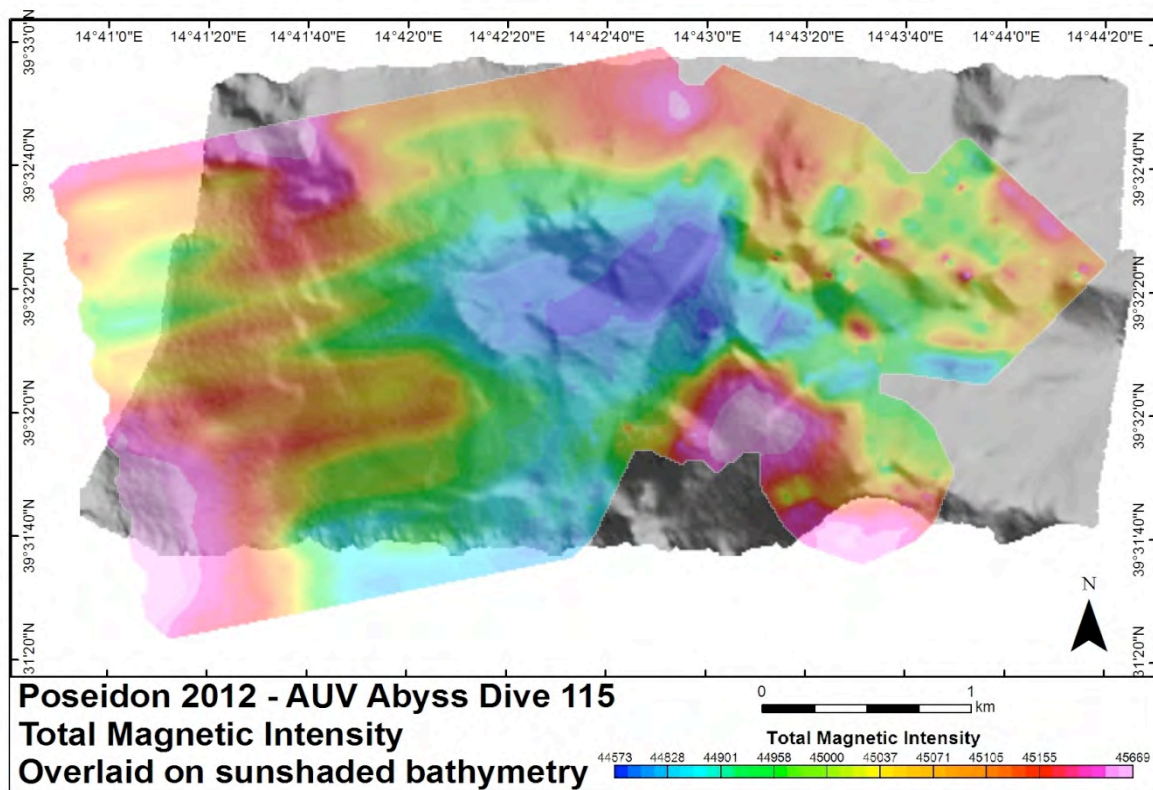 14°41'0"E 14°41'20"E 14°41'40"E 14°42'0"E 14°42'20"E 14°42'40"E 14°43'0"E 14°43'20"E 14°43'40"E 14°44'0"E 14°44'20"E
39°33'0"N
39°32'40"N 39°32'40"N
39°32'20"N 39°32'20"N
39°32'0"N 39°32'0"N
39°31'40"N 39°31'40"N
N
31'20"N 31'20"N
Poseidon 2012 - AUV Abyss Dive 115
0 1
km
Total Magnetic Intensity
Total Magnetic Intensity
44573 44828 44901 44958 45000 45037 45071 45105 45155 45669
Overlaid on sunshaded bathymetry